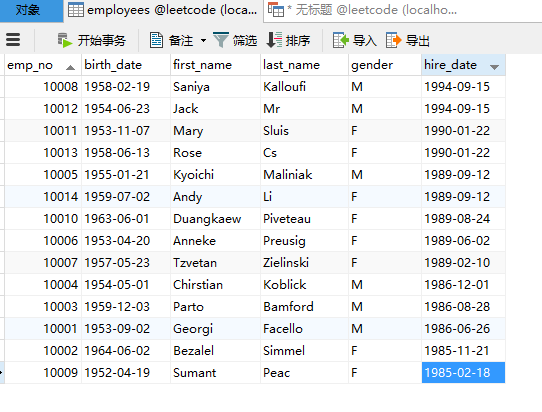 对象 employees @leetcode (loca... * 无标题 @leetcode (localho...
开始事务 备注 筛选 排序 导入 导出
emp_no birth_date first_name last_name gender hire_date
10008 1958-02-19 Saniya Kalloufi M 1994-09-15
10012 1954-06-23 Jack Mr M 1994-09-15
10011 1953-11-07 Mary Sluis F 1990-01-22
10013 1958-06-13 Rose Cs F 1990-01-22
10005 1955-01-21 Kyoichi Maliniak M 1989-09-12
10014 1959-07-02 Andy Li F 1989-09-12
10010 1963-06-01 Duangkaew Piveteau F 1989-08-24
10006 1953-04-20 Anneke Preusig F 1989-06-02
10007 1957-05-23 Tzvetan Zielinski F 1989-02-10
10004 1954-05-01 Chirstian Koblick M 1986-12-01
10003 1959-12-03 Parto Bamford M 1986-08-28
10001 1953-09-02 Georgi Facello M 1986-06-26
10002 1964-06-02 Bezalel Simmel F 1985-11-21
10009 1952-04-19 Sumant Peac F 1985-02-18